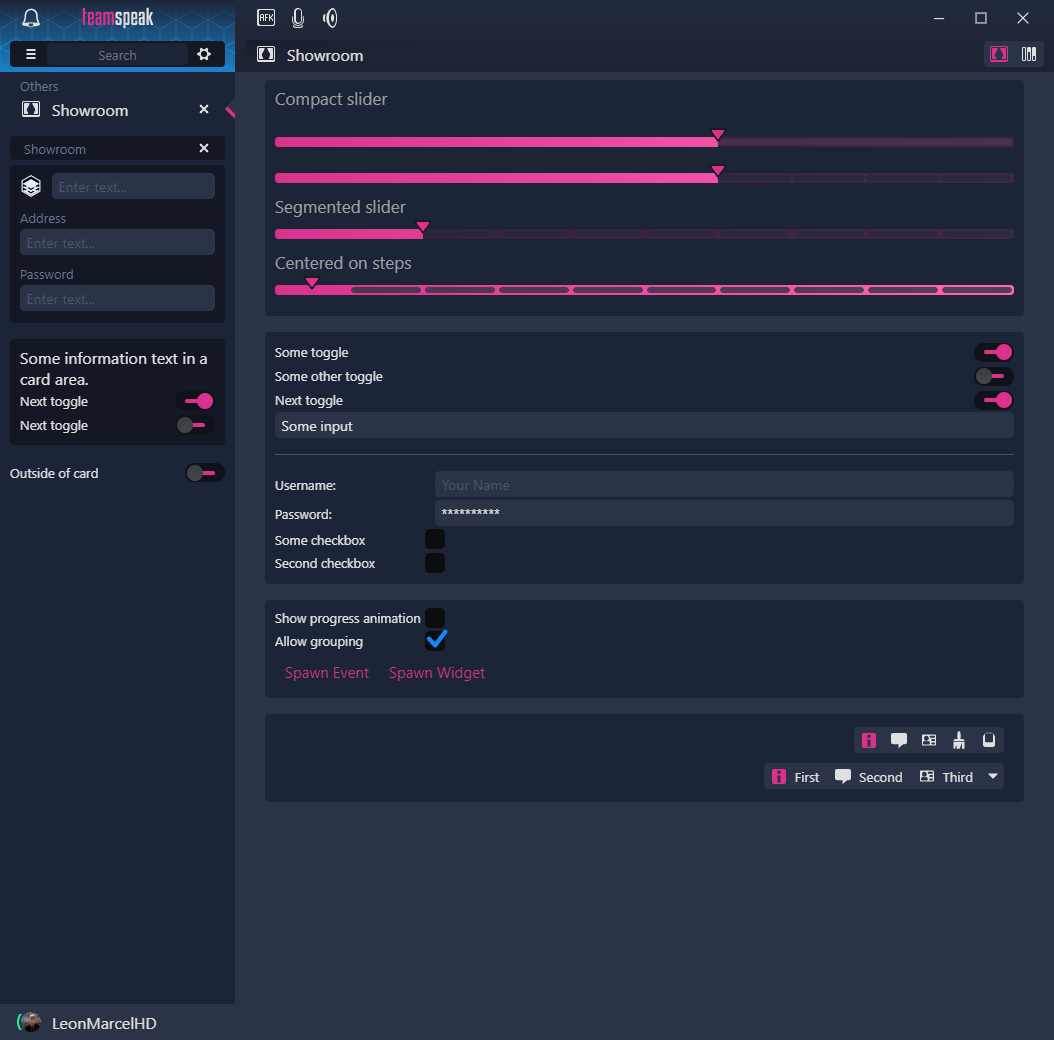 teamspeak
AFK
Search
Showroom
Others
Showroom
Showroom
Enter text...
Address
Enter text...
Password
Enter text...
Some information text in a
card area.
Next toggle
Next toggle
Outside of card
Compact slider
Segmented slider
Centered on steps
Some toggle
Some other toggle
Next toggle
Some input
Username:
Your Name
Password:
**********
Some checkbox
Second checkbox
Show progress animation
Allow grouping
Spawn Event Spawn Widget
First Second Third
LeonMarcelHD